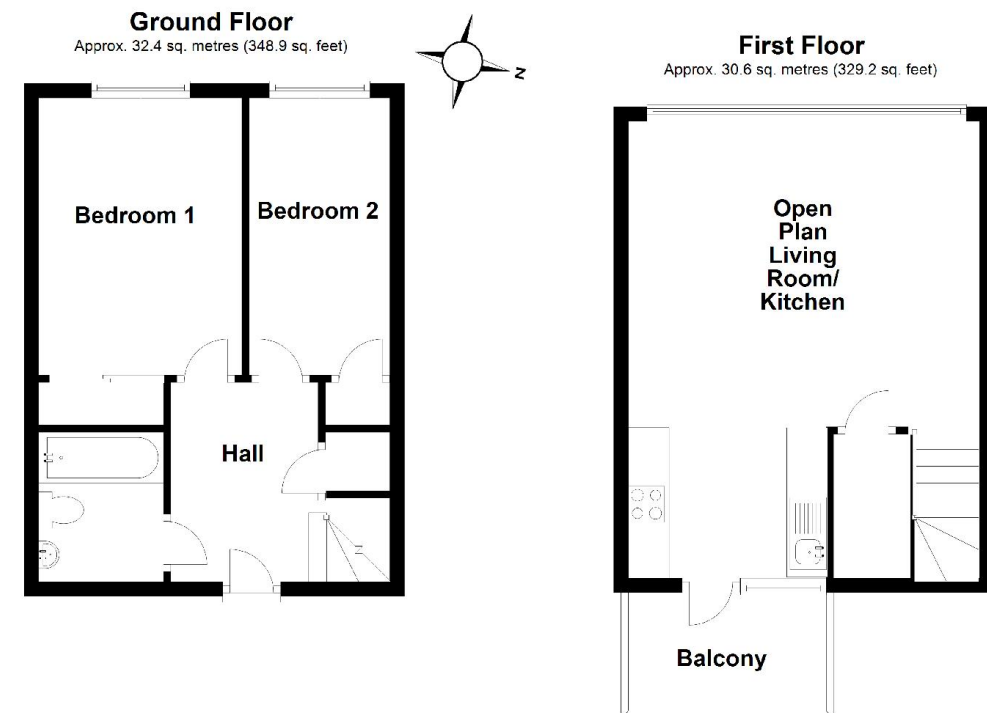 Ground Floor
Approx. 32.4 sq. metres (348.9 sq. feet)
N
First Floor
Approx. 30.6 sq. metres (329.2 sq. feet)
Bedroom 1
Bedroom 2
Open
Plan
Living
Room/
Kitchen
Hall
Balcony